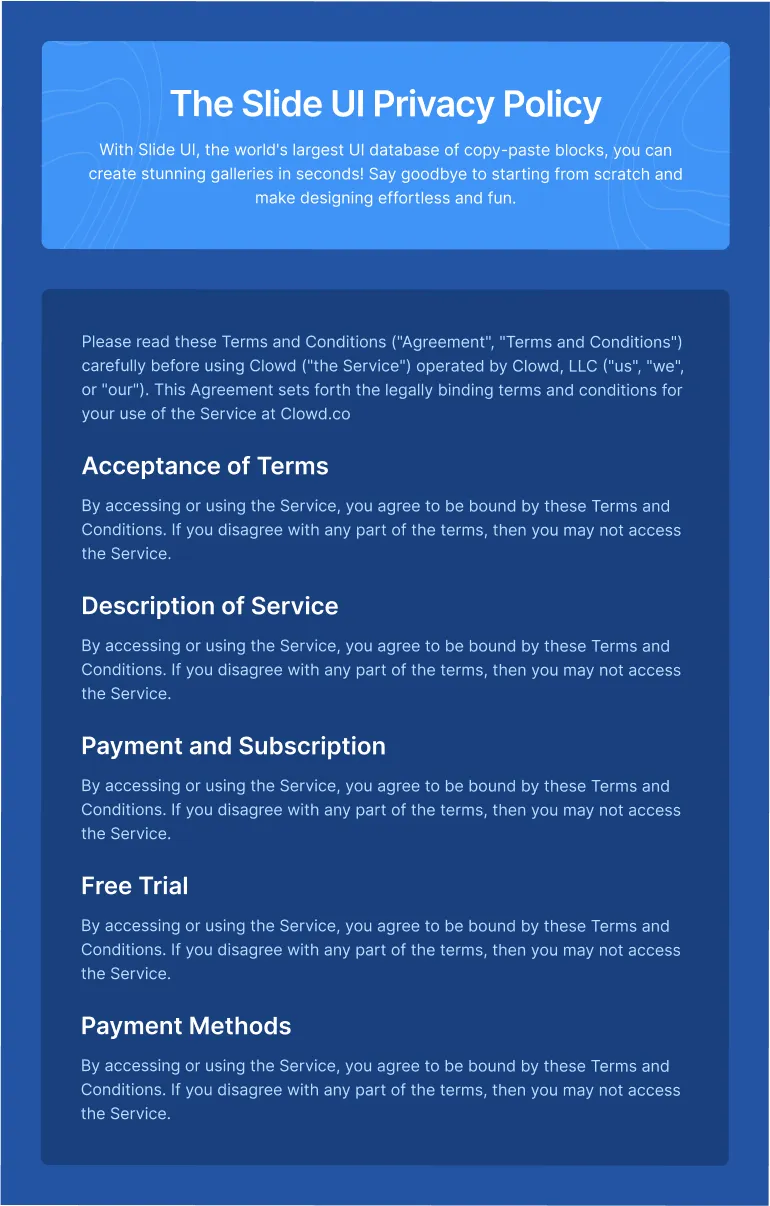 The Slide UI Privacy Policy
With Slide UI, the world's largest UI database of copy-paste blocks, you can
create stunning galleries in seconds! Say goodbye to starting from scratch and
make designing effortless and fun.
Please read these Terms and Conditions ("Agreement", "Terms and Conditions")
carefully before using Clowd ("the Service") operated by Clowd, LLC ("us", "we",
or "our"). This Agreement sets forth the legally binding terms and conditions for
your use of the Service at Clowd.co
Acceptance of Terms
By accessing or using the Service, you agree to be bound by these Terms and
Conditions. If you disagree with any part of the terms, then you may not access
the Service.
Description of Service
By accessing or using the Service, you agree to be bound by these Terms and
Conditions. If you disagree with any part of the terms, then you may not access
the Service.
Payment and Subscription
By accessing or using the Service, you agree to be bound by these Terms and
Conditions. If you disagree with any part of the terms, then you may not access
the Service.
Free Trial
By accessing or using the Service, you agree to be bound by these Terms and
Conditions. If you disagree with any part of the terms, then you may not access
the Service.
Payment Methods
By accessing or using the Service, you agree to be bound by these Terms and
Conditions. If you disagree with any part of the terms, then you may not access
the Service.